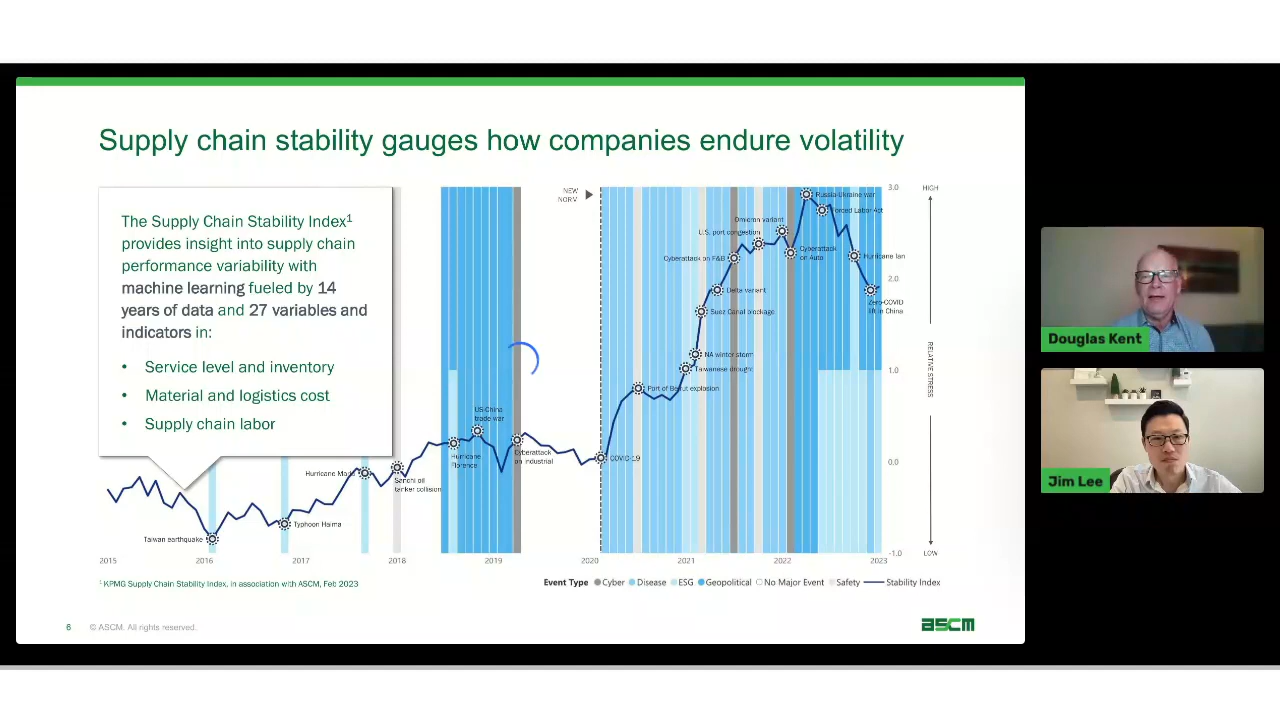 Supply chain stability gauges how companies endure volatility
The Supply Chain Stability Index1
provides insight into supply chain
performance variability with
machine learning fueled by 14
years of data and 27 variables and
indicators in:
• Service level and inventory
• Material and logistics cost
• Supply chain labor
NEW
NORM
3.0
HIGH
Russia-Ukraine war
Forced Labor Act
Omicron variant
U.S. port congestion
Cyberattack
on Auto
Cyberattack on F&B
Hurricane Ian
2.0
Delta variant
Zero-COVID
lift in China
Suez Canal blockage
RELATIVE STRESS
NA winter storm
Taiwanese drought
1.0
Port of Beirut explosion
US-China
trade war
Hurricane
Florence
Cyberattack
on industrial
COVID-19
0.0
Hurricane Maria
Sanchi oil
tanker collision
Typhoon Haima
Taiwan earthquake
-1.0
LOW
2015 2016 2017 2018 2019 2020 2021 2022 2023
1 KPMG Supply Chain Stability Index, in association with ASCM, Feb 2023
Event Type Cyber Disease ESG Geopolitical No Major Event Safety Stability Index
6 © ASCM. All rights reserved.
ascm
Douglas Kent
Jim Lee